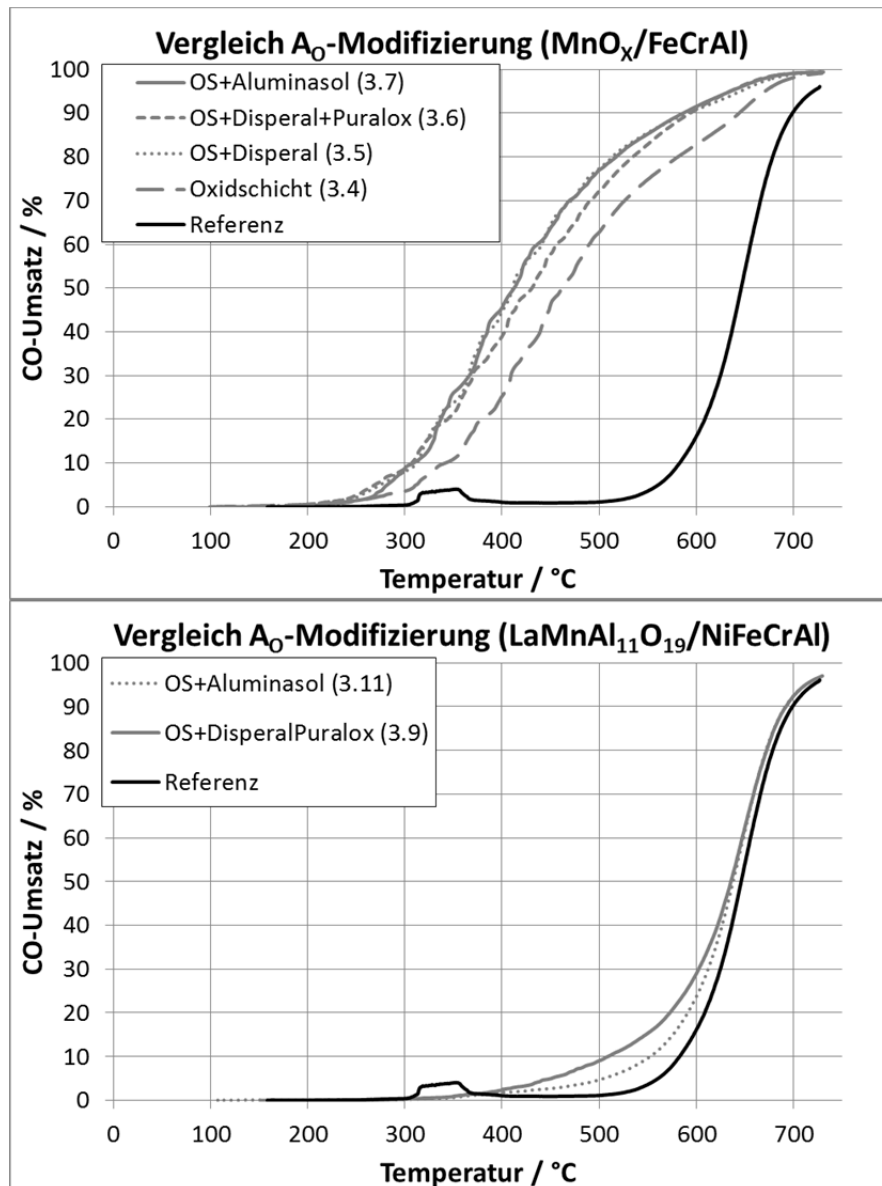 Vergleich AO-Modifizierung (MnOX/FeCrAl)
CO-Umsatz / %
100
90
80
70
60
50
40
30
20
10
0
OS+Aluminasol (3.7)
OS+Disperal+Puralox (3.6)
OS+Disperal (3.5)
Oxidschicht (3.4)
Referenz
0 100 200 300 400 500 600 700
Temperatur / °C
Vergleich AO-Modifizierung (LaMnAl11O19/NiFeCrAl)
CO-Umsatz / %
100
90
80
70
60
50
40
30
20
10
0
OS+Aluminasol (3.11)
OS+DisperalPuralox (3.9)
Referenz
0 100 200 300 400 500 600 700
Temperatur / °C